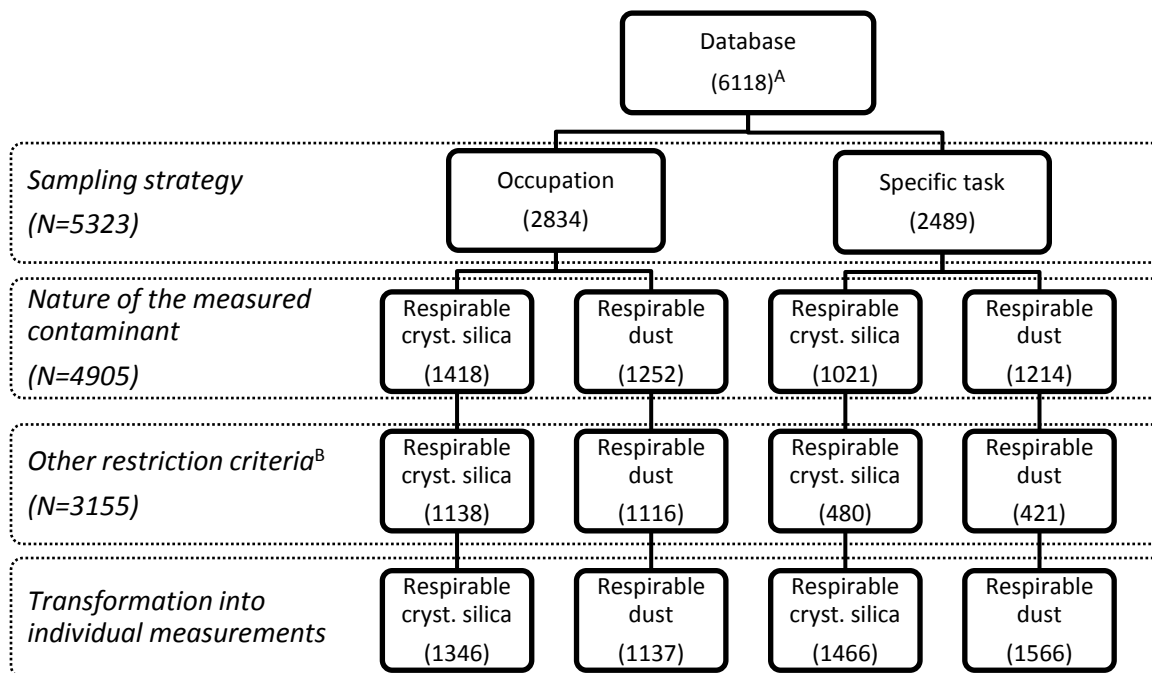 Database
(6118)A
Sampling strategy
(N=5323)
Occupation
(2834)
Specific task
(2489)
Nature of the measured
contaminant
(N=4905)
Respirable
cryst. silica
(1418)
Respirable
dust
(1252)
Respirable
cryst. silica
(1021)
Respirable
dust
(1214)
Other restriction criteriaB
(N=3155)
Respirable
cryst. silica
(1138)
Respirable
dust
(1116)
Respirable
cryst. silica
(480)
Respirable
dust
(421)
Transformation into
individual measurements
Respirable
cryst. silica
(1346)
Respirable
dust
(1137)
Respirable
cryst. silica
(1466)
Respirable
dust
(1566)